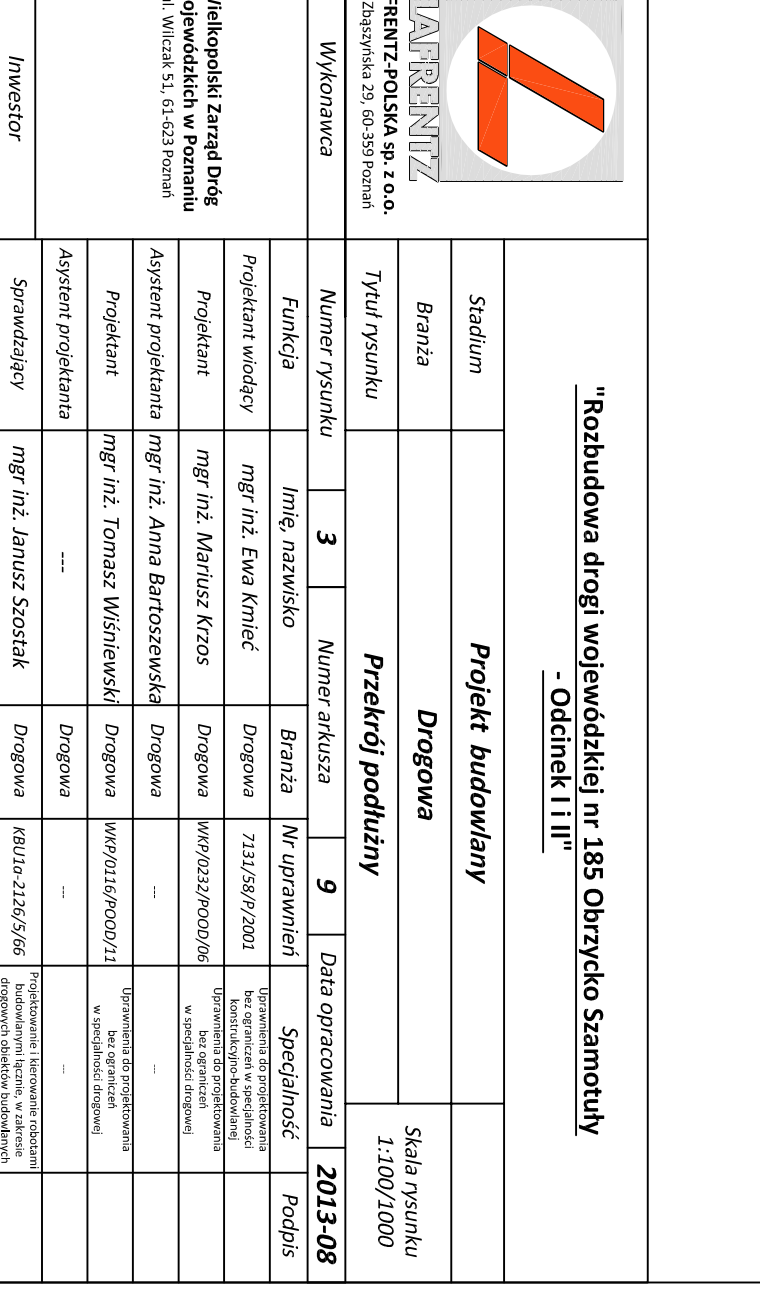 "Rozbudowa drogi wojewódzkiej nr 185 Obrzycko Szamotuły
- Odcinek I i II"
Stadium
Projekt budowlany
Skala rysunku
1:100/1000
Branża
Drogowa
Tytuł rysunku
Przekrój podłużny
sp. z o.o.
Zbąszyńska 29, 60-359 Poznań
Wykonawca
Numer rysunku
3
Numer arkusza
9
Data opracowania
2013-08
Funkcja
Imię, nazwisko
Branża
Nr uprawnień
Specjalność
Podpis
Projektant wiodący
mgr inż. Ewa Kmieć
Drogowa
7131/58/P/2001
Uprawnienia do projektowania
bez ograniczeń w specjalności
konstrukcyjno-budowlanej
Projektant
mgr inż. Mariusz Krzos
Drogowa
WKP/0232/POOD/06
Uprawnienia do projektowania
bez ograniczeń
w specjalności drogowej
Asystent projektanta
mgr inż. Anna Bartoszewska
Drogowa
---
---
Projektant
mgr inż. Tomasz Wiśniewski
Drogowa
WKP/0116/POOD/11
Uprawnienia do projektowania
bez ograniczeń
w specjalności drogowej
Asystent projektanta
---
Drogowa
---
---
Sprawdzający
mgr inż. Janusz Szostak
Drogowa
KBU1a-2126/5/66
Projektowanie i kierowanie robotami
budowlanymi łącznie, w zakresie
drogowych obiektów budowlanych
Zarząd Dróg
w Poznaniu
Wilczak 51, 61-623 Poznań
Inwestor